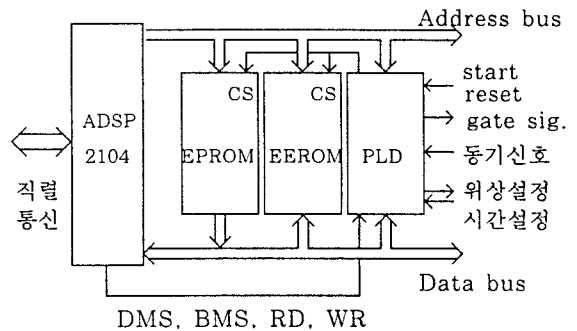 Address bus
CS
CS
ADSP
2104
EPROM
EEROM
PLD
start
reset
gate sig.
동기신호
위상설정
시간설정
직렬
통신
Data bus
DMS, BMS, RD, WR